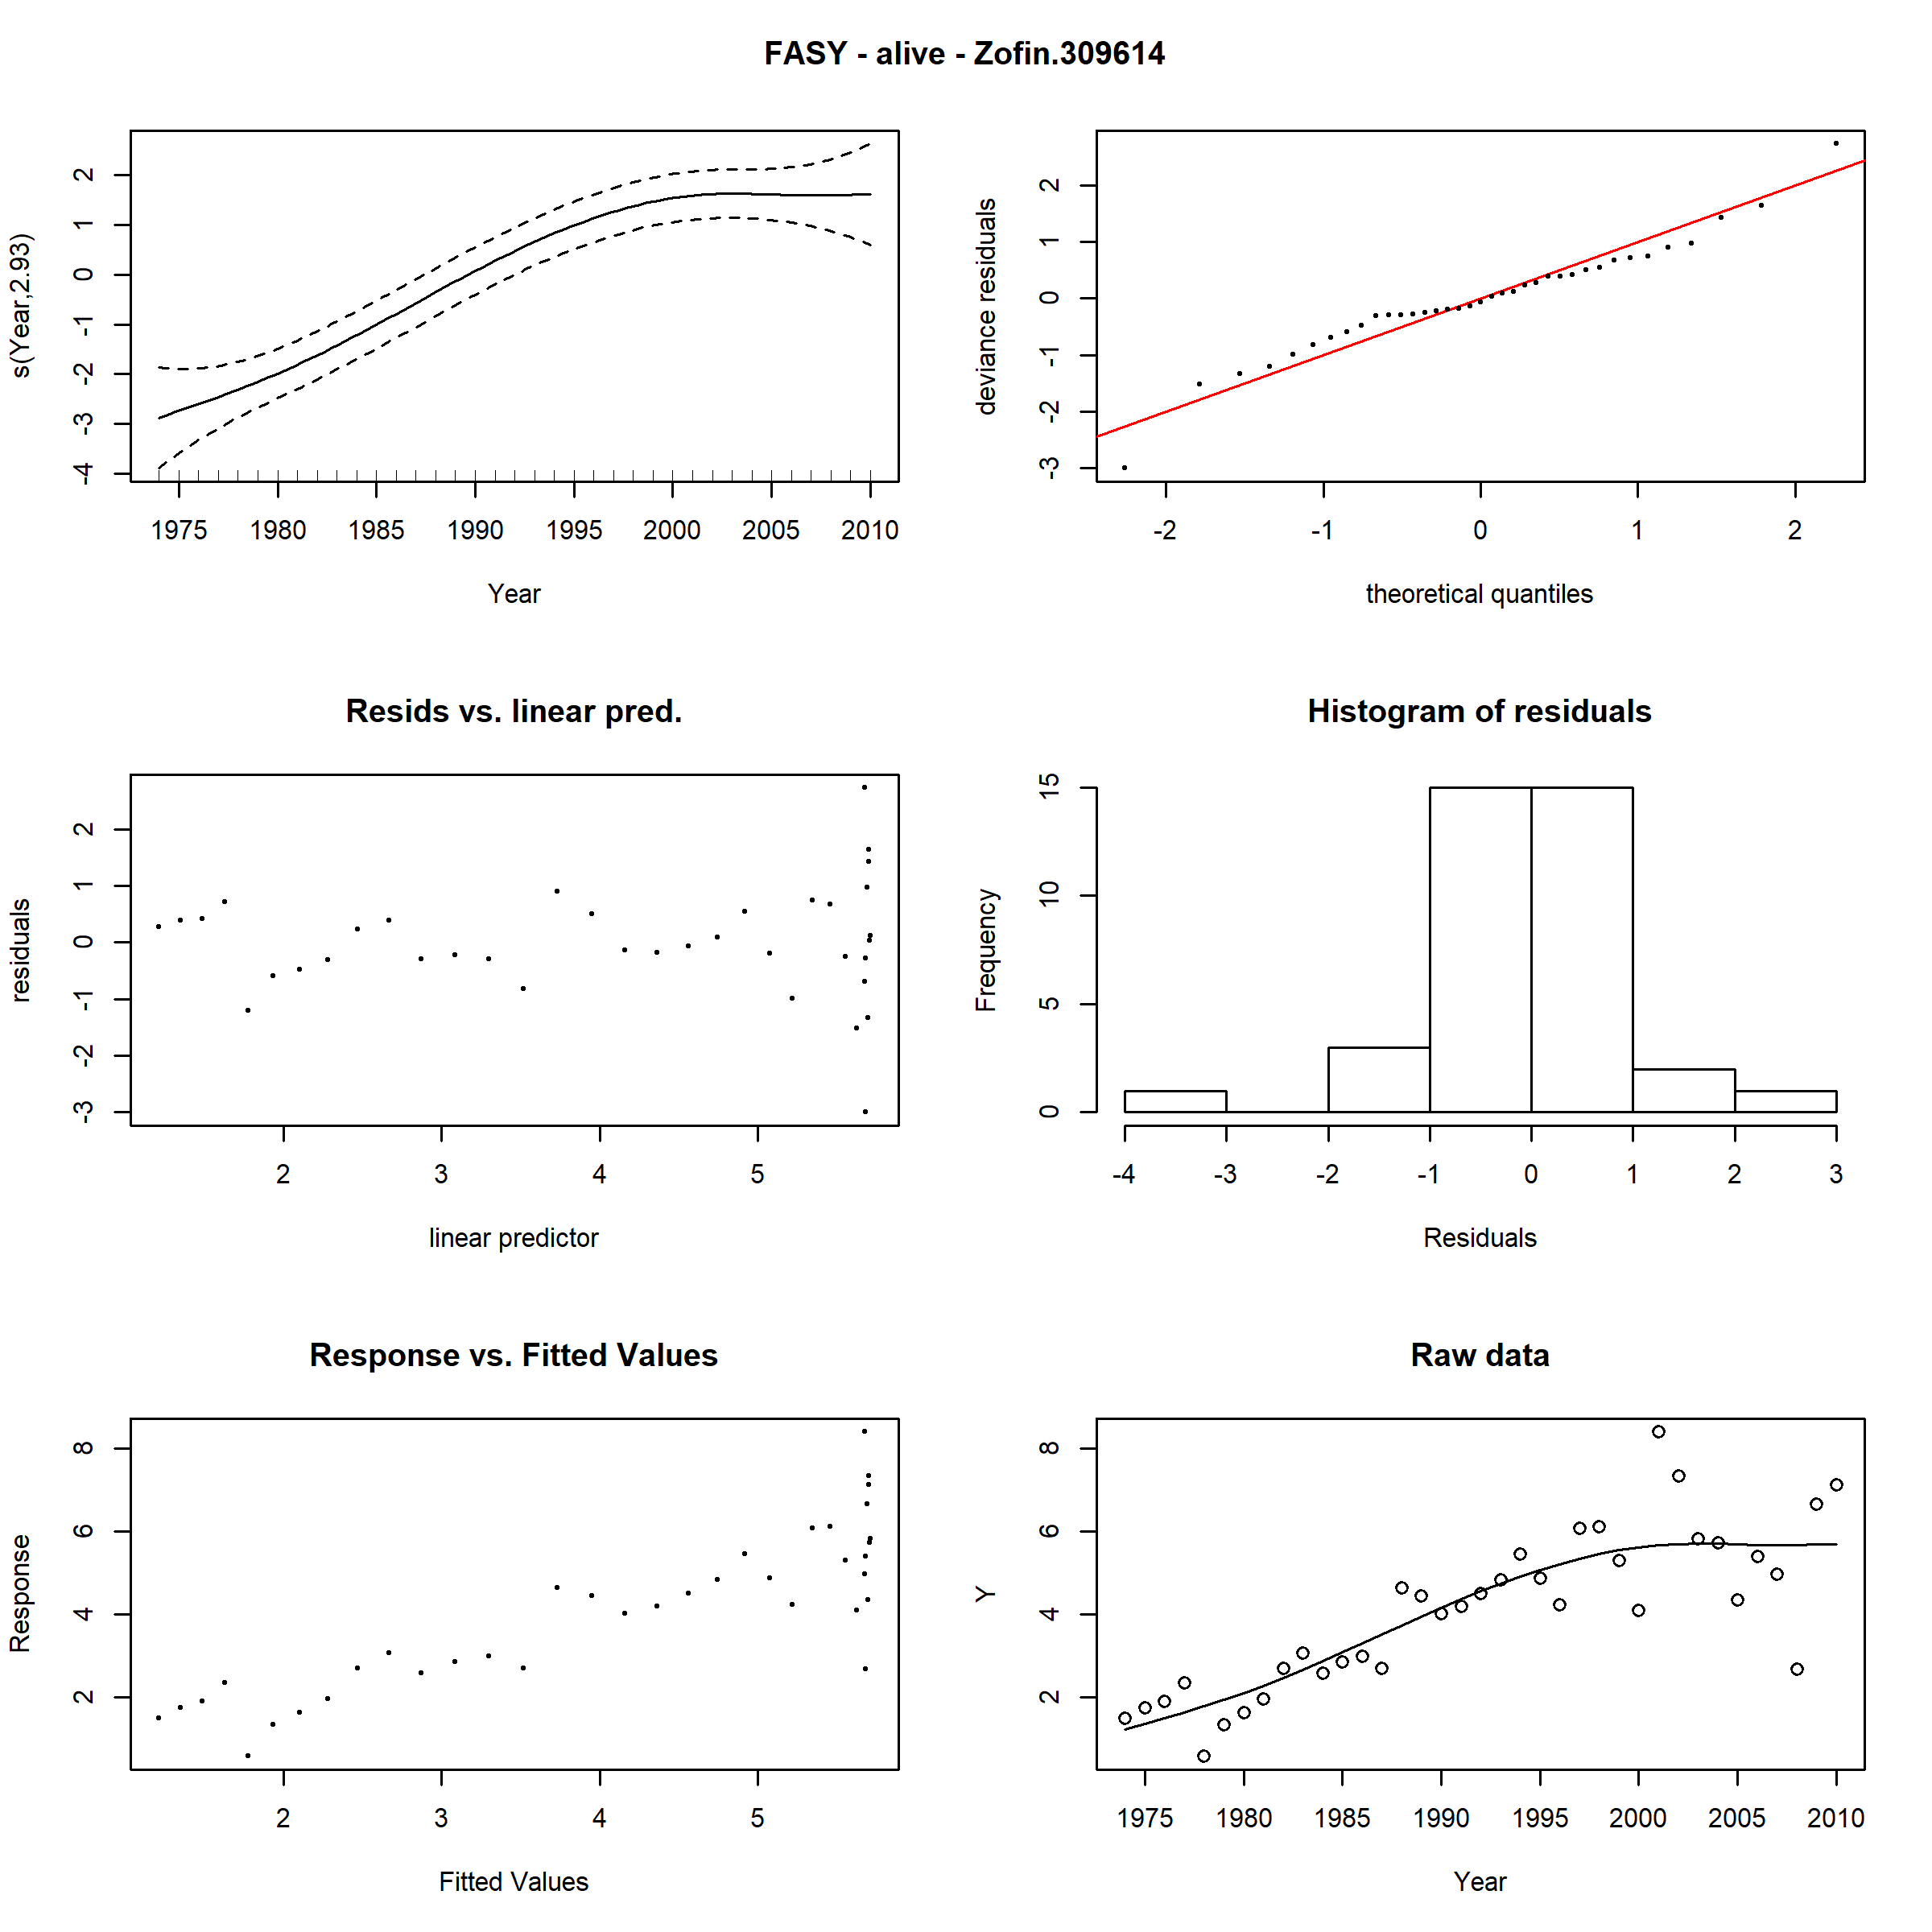 FASY - alive - Zofin.309614
s(Year,2.93)
2
1
0
-1
-2
-3
-4
1975 1980 1985 1990 1995 2000 2005 2010
Year
deviance residuals
2
1
0
-1
-2
-3
-2 -1 0 1 2
theoretical quantiles
Resids vs. linear pred.
residuals
2
1
0
-1
-2
-3
2 3 4 5
linear predictor
Histogram of residuals
Frequency
15
10
5
0
-4 -3 -2 -1 0 1 2 3
Residuals
Response vs. Fitted Values
Response
8
6
4
2
2 3 4 5
Fitted Values
Raw data
Y
8
6
4
2
1975 1980 1985 1990 1995 2000 2005 2010
Year